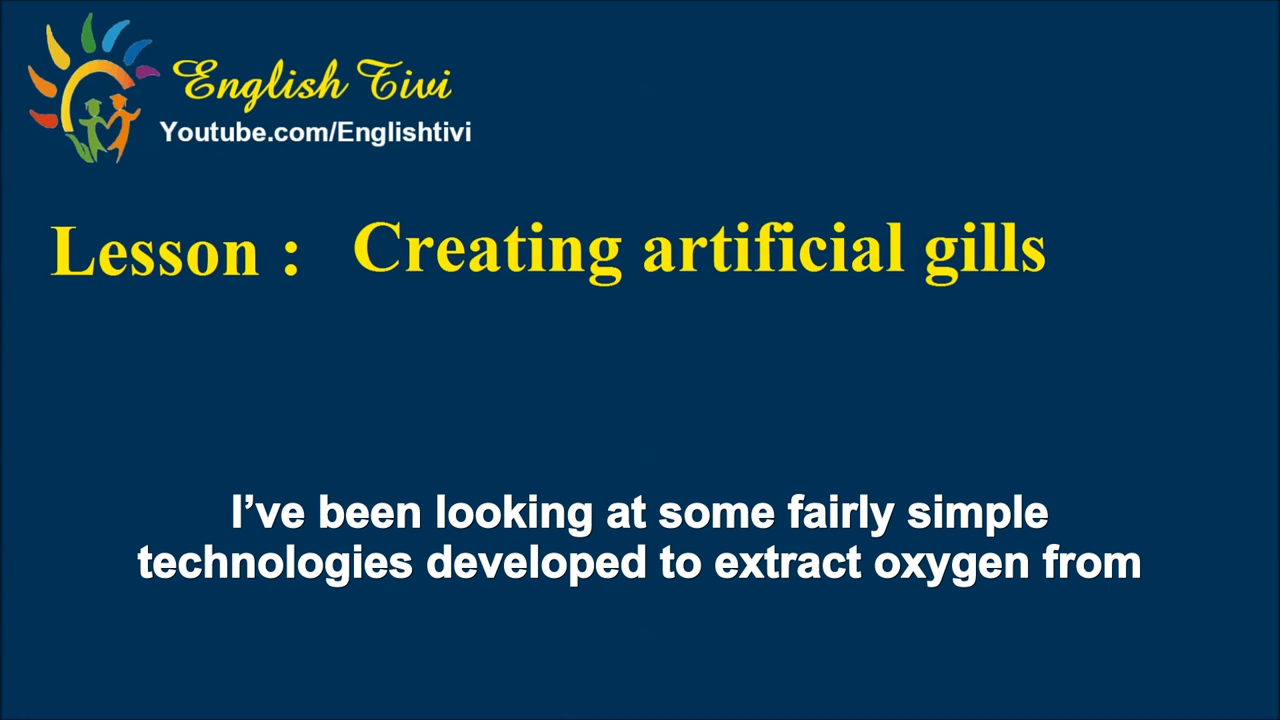 English Tivi
Youtube.com/Englishtivi
Lesson : Creating artificial gills
I’ve been looking at some fairly simple
technologies developed to extract oxygen from